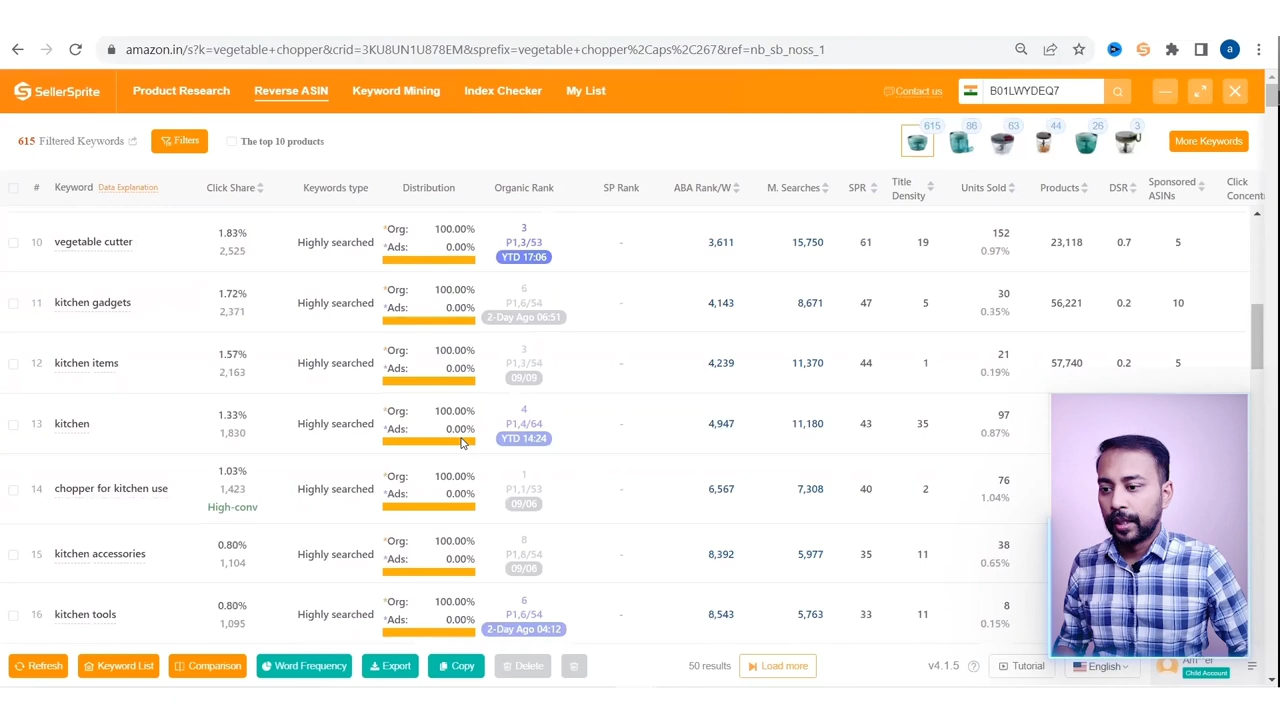 amazon.in/s?k=vegetable+chopper&crid=3KU8UN1U878EM&sprefix=vegetable+chopper%2Caps%2C267&ref=nb_sb_noss_1
a
SellerSprite Product Research Reverse ASIN Keyword Mining Index Checker My List Contact us B01LWYDEQ7
615 Filtered Keywords Filters The top 10 products 615 86 63 44 26 3 More Keywords
# Keyword Data Explanation Click Share Keywords type Distribution Organic Rank SP Rank ABA Rank/W M. Searches SPR Title Density Units Sold Products DSR Sponsored ASINs Click
10 vegetable cutter 1.83% 2,525 Highly searched *Org: 100.00% *Ads: 0.00% 3 P1,3/53 YTD 17:06 - 3,611 15,750 61 19 152 0.97% 23,118 0.7 5
11 kitchen gadgets 1.72% 2,371 Highly searched *Org: 100.00% *Ads: 0.00% 6 P1,6/54 2-Day Ago 06:51 - 4,143 8,671 47 5 30 0.35% 56,221 0.2 10
12 kitchen items 1.57% 2,163 Highly searched *Org: 100.00% *Ads: 0.00% 3 P1,3/54 09/09 - 4,239 11,370 44 1 21 0.19% 57,740 0.2 5
13 kitchen 1.33% 1,830 Highly searched *Org: 100.00% *Ads: 0.00% 4 P1,4/64 YTD 14:24 - 4,947 11,180 43 35 97 0.87%
14 chopper for kitchen use 1.03% 1,423 High-conv Highly searched *Org: 100.00% *Ads: 0.00% 1 P1,1/53 09/06 - 6,567 7,308 40 2 76 1.04%
15 kitchen accessories 0.80% 1,104 Highly searched *Org: 100.00% *Ads: 0.00% 8 P1,8/54 09/06 - 8,392 5,977 35 11 38 0.65%
16 kitchen tools 0.80% 1,095 Highly searched *Org: 100.00% *Ads: 0.00% 6 P1,6/54 2-Day Ago 04:12 - 8,543 5,763 33 11 8 0.15%
Refresh Keyword List Comparison Word Frequency Export Copy Delete 50 results Load more v4.1.5 Tutorial English Child Account